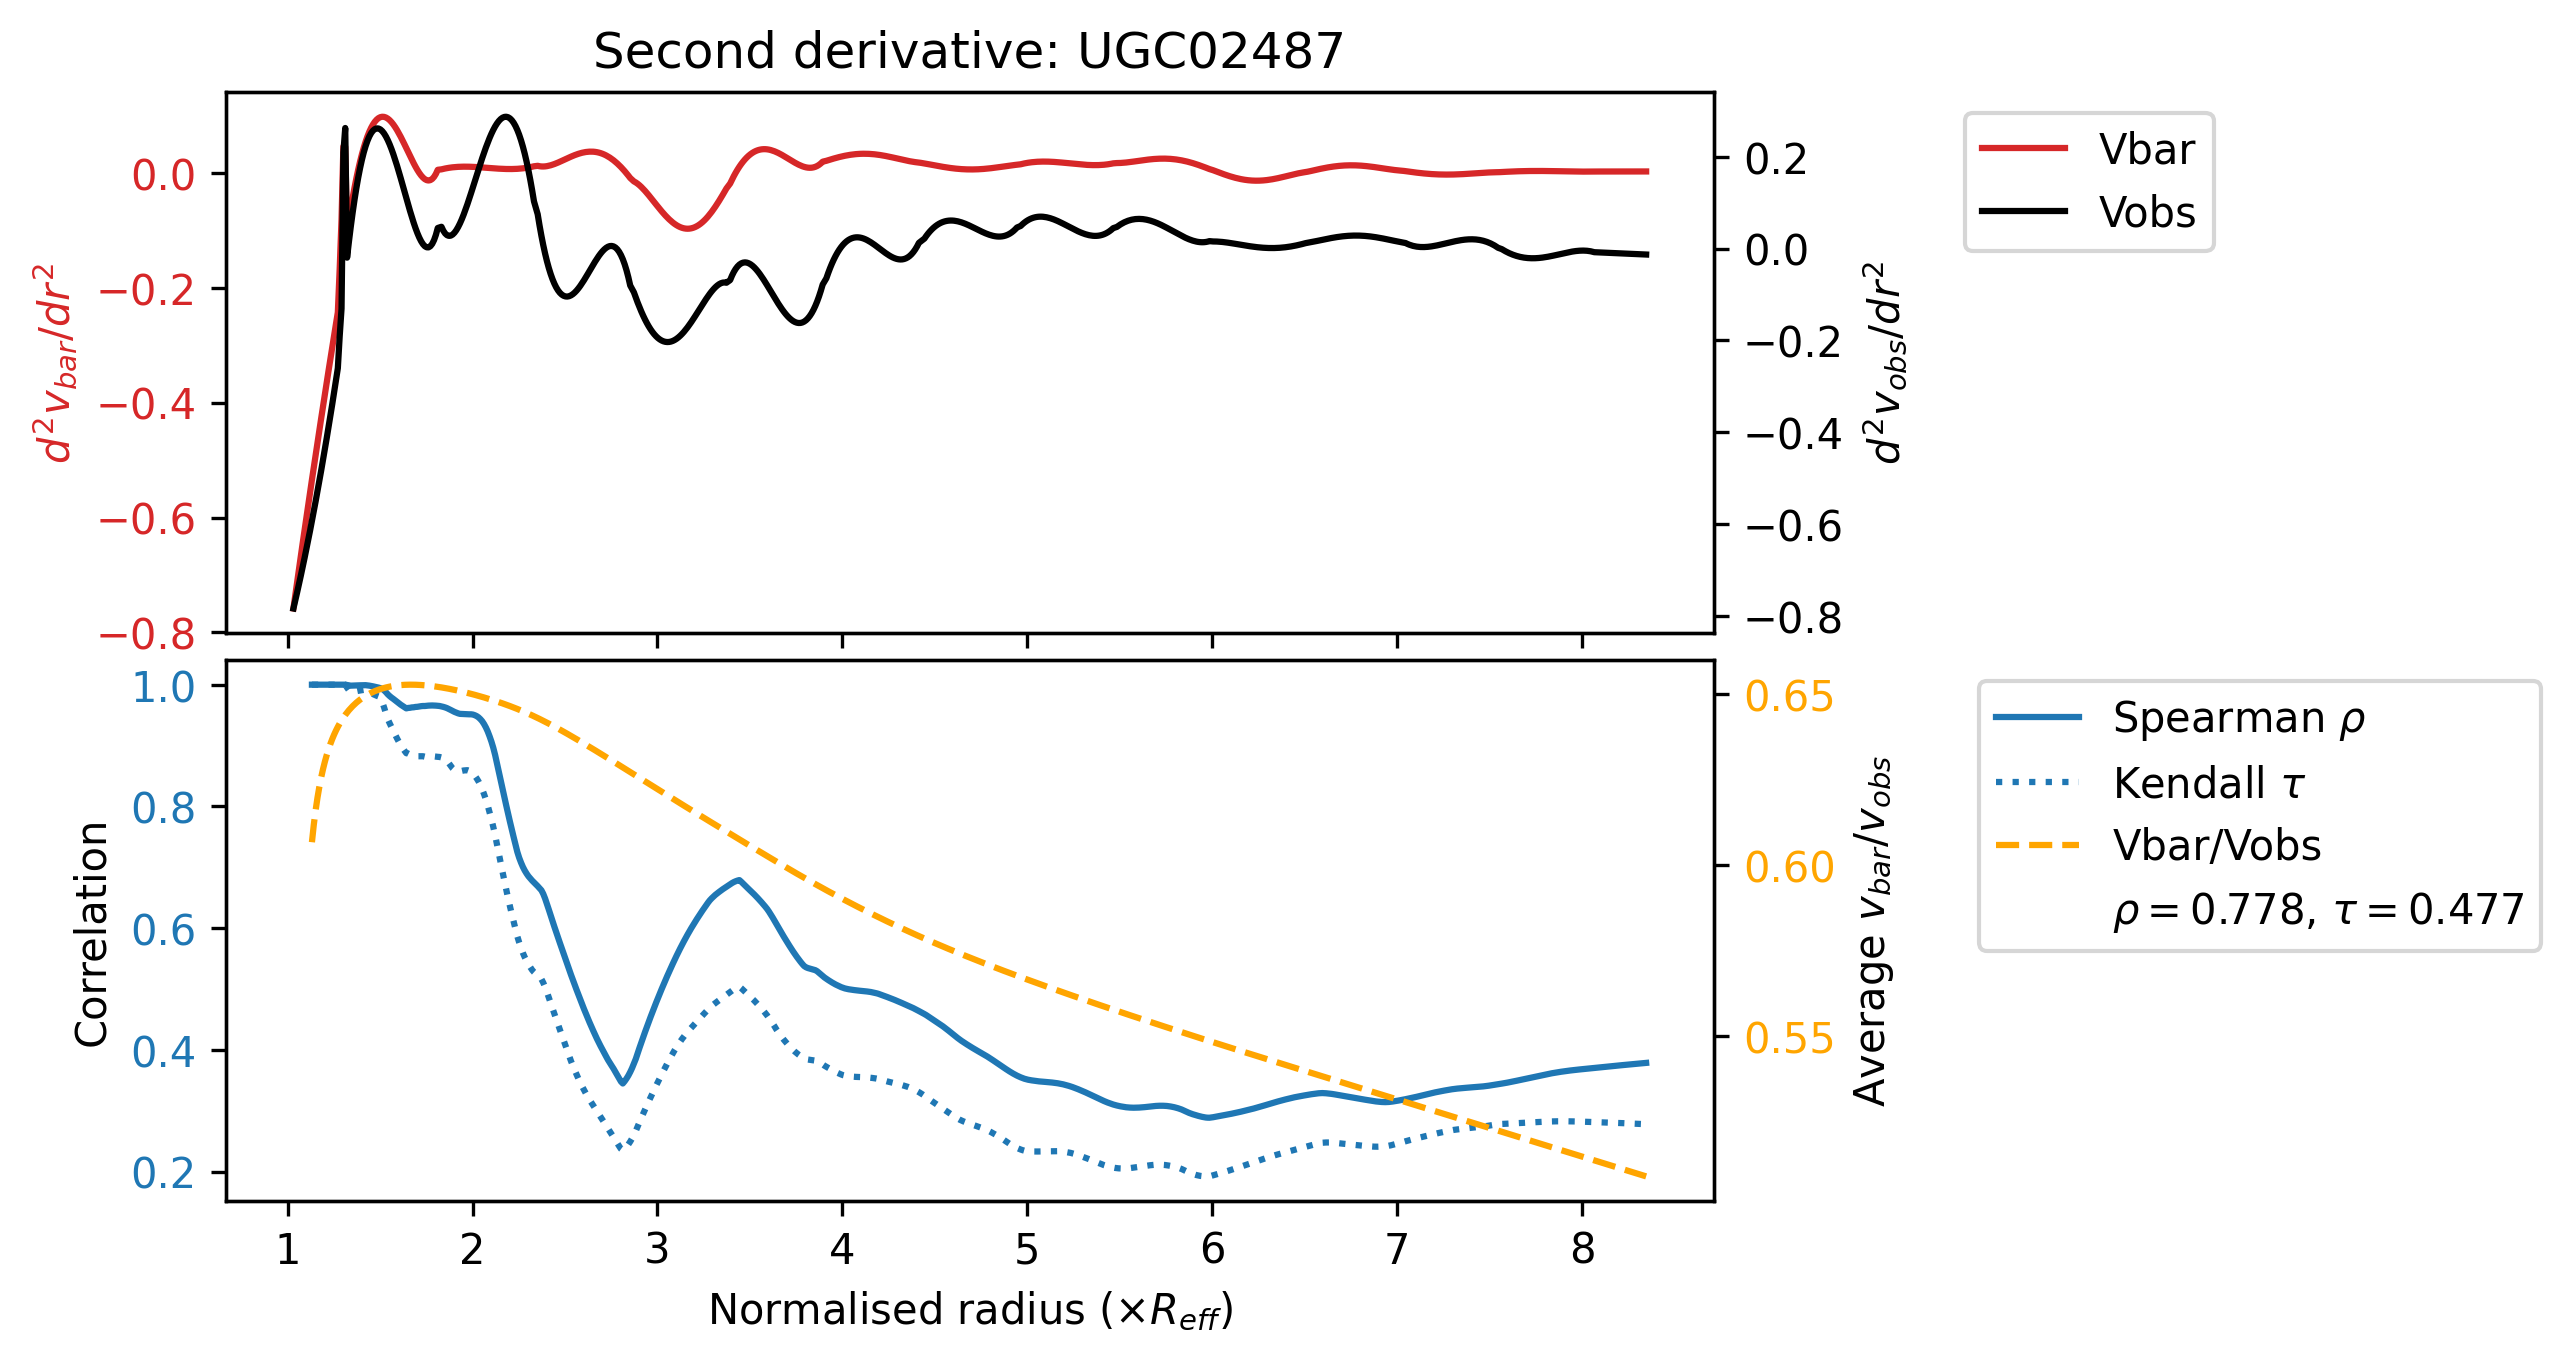 Second derivative: UGC02487
0.0
−0.2
−0.4
−0.6
−0.8
d²v_bar/dr²
0.2
0.0
−0.2
−0.4
−0.6
−0.8
d²v_obs/dr²
Vbar
Vobs
1.0
0.8
0.6
0.4
0.2
Correlation
0.65
0.60
0.55
Average v_bar/v_obs
Spearman ρ
Kendall τ
Vbar/Vobs
ρ = 0.778, τ = 0.477
1 2 3 4 5 6 7 8
Normalised radius (×R_eff)